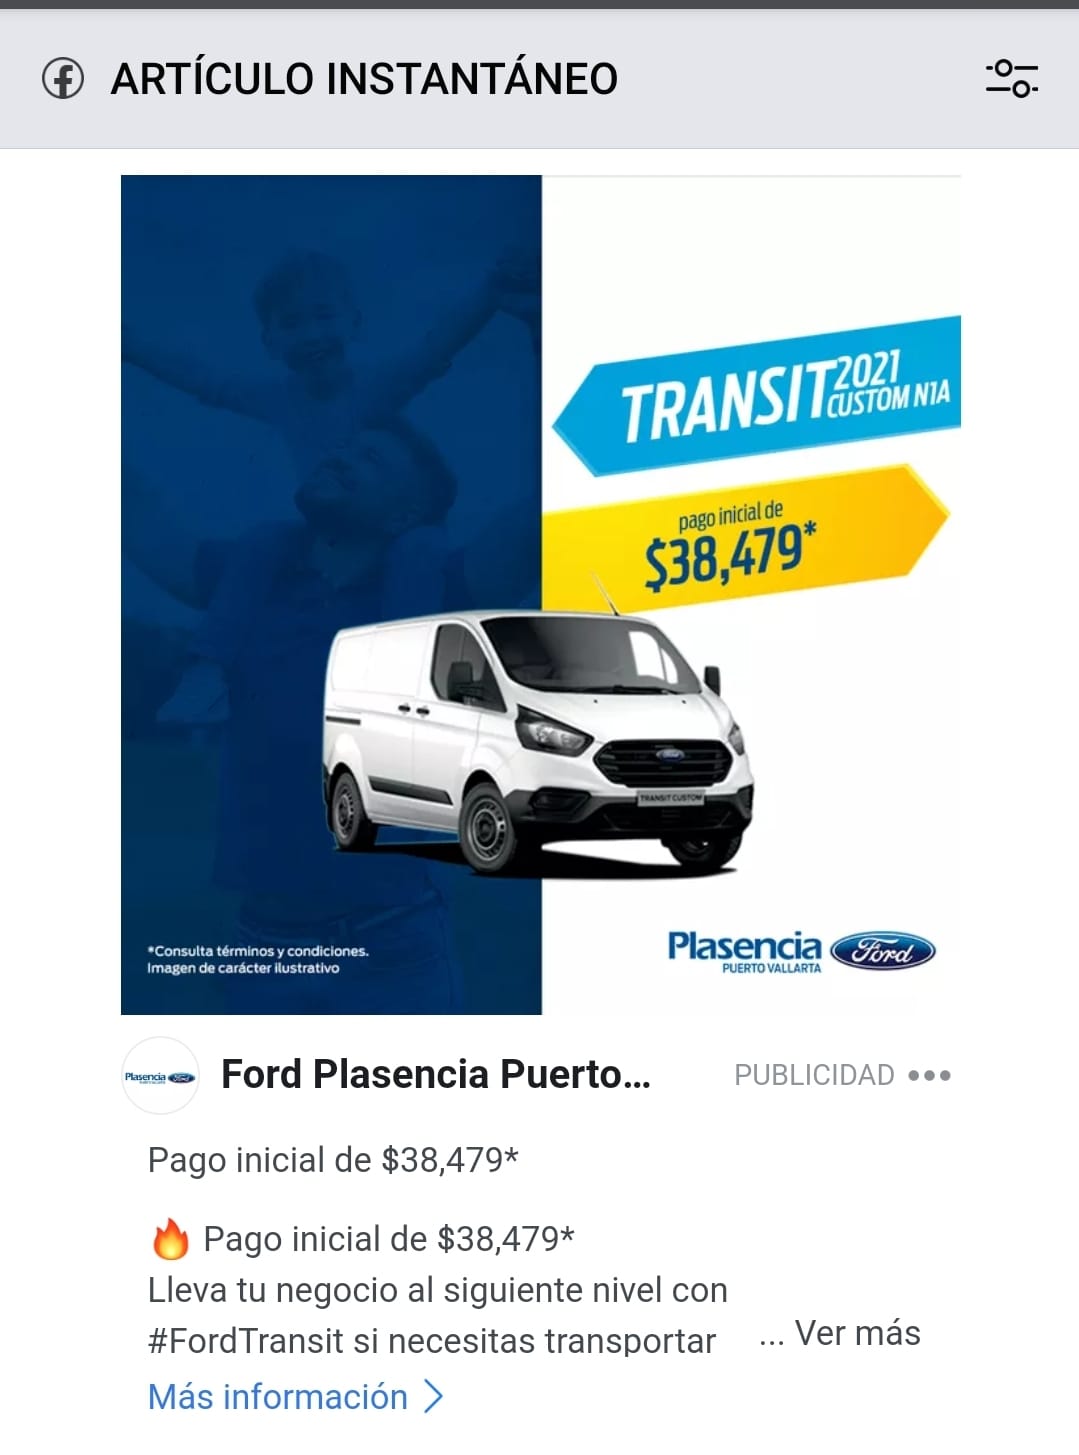 ARTÍCULO INSTANTÁNEO
TRANSIT 2021
CUSTOM N1A
pago inicial de
$38,479*
Ford
TRANSIT CUSTOM
*Consulta términos y condiciones.
Imagen de carácter ilustrativo
Plasencia Ford
PUERTO VALLARTA
Plasencia Ford
Ford Plasencia Puerto...
PUBLICIDAD
Pago inicial de $38,479*
🔥 Pago inicial de $38,479*
Lleva tu negocio al siguiente nivel con
#FordTransit si necesitas transportar ... Ver más
Más información